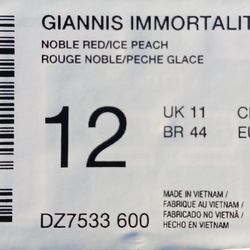 GIANNIS IMMORTALIT
NOBLE RED/ICE PEACH
ROUGE NOBLE/PECHE GLACE
12
UK 11
BR 44
MADE IN VIETNAM /
FABRIQUE AU VIETNAM /
FABRICADO NO VIETNÃ /
HECHO EN VIETNAM
DZ7533 600